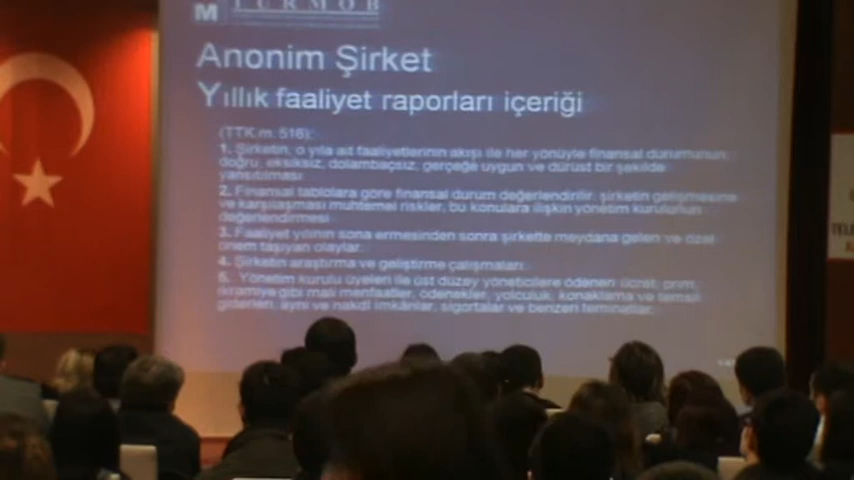 TÜRMOB
M
Anonim Şirket
Yıllık faaliyet raporları içeriği
(TTK.m. 516):
1. Şirketin, o yıla ait faaliyetlerinin akışı ile her yönüyle finansal durumunun,
doğru, eksiksiz, dolambaçsız, gerçeğe uygun ve dürüst bir şekilde
yansıtılması.
2. Finansal tablolara göre finansal durum değerlendirilir, şirketin gelişmesine
ve karşılaşması muhtemel riskler, bu konulara ilişkin yönetim kurulunun
değerlendirmesi.
3. Faaliyet yılının sona ermesinden sonra şirkette meydana gelen ve özel
önem taşıyan olaylar.
4. Şirketin araştırma ve geliştirme çalışmaları.
5. Yönetim kurulu üyeleri ile üst düzey yöneticilere ödenen ücret, prim,
ikramiye gibi mali menfaatler, ödenekler, yolculuk, konaklama ve temsil
giderleri, ayni ve nakdi imkânlar, sigortalar ve benzeri teminatlar.